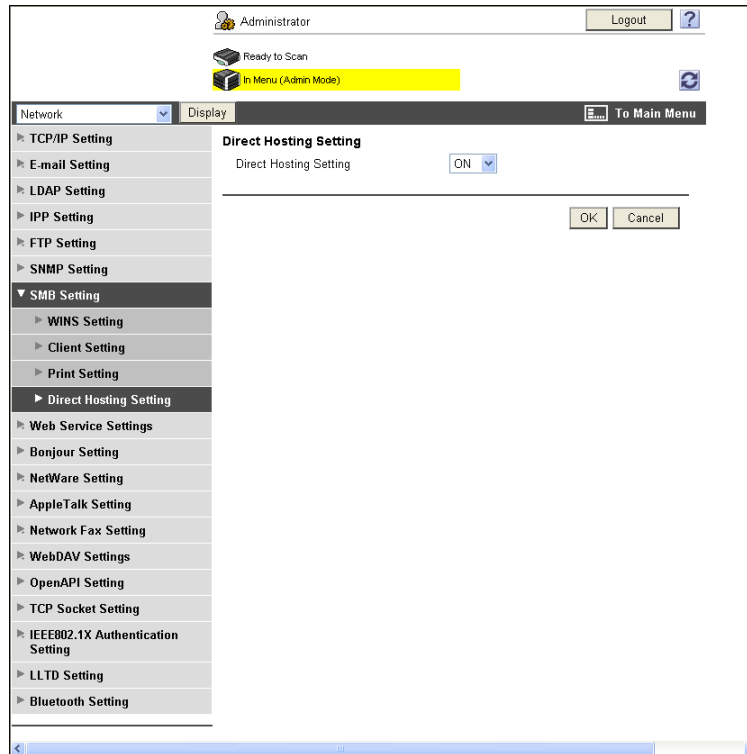 Administrator
Logout
?
Ready to Scan
In Menu (Admin Mode)
Network
Display
To Main Menu
TCP/IP Setting
E-mail Setting
LDAP Setting
IPP Setting
FTP Setting
SNMP Setting
SMB Setting
WINS Setting
Client Setting
Print Setting
Direct Hosting Setting
Web Service Settings
Bonjour Setting
NetWare Setting
AppleTalk Setting
Network Fax Setting
WebDAV Settings
OpenAPI Setting
TCP Socket Setting
IEEE802.1X Authentication
Setting
LLTD Setting
Bluetooth Setting
Direct Hosting Setting
Direct Hosting Setting
ON
OK
Cancel